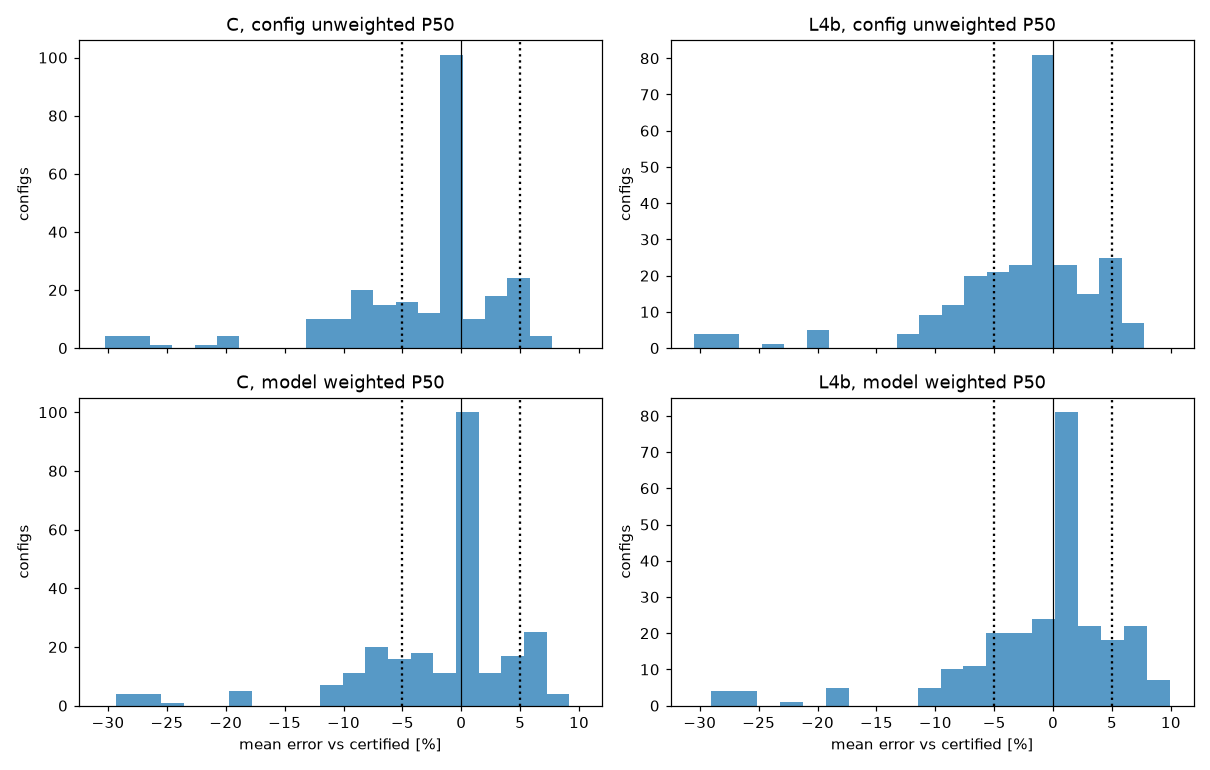 C, config unweighted P50
L4b, config unweighted P50
100
80
60
40
20
0
configs
80
70
60
50
40
30
20
10
0
configs
C, model weighted P50
L4b, model weighted P50
100
80
60
40
20
0
configs
−30 −25 −20 −15 −10 −5 0 5 10
mean error vs certified [%]
80
70
60
50
40
30
20
10
0
configs
−30 −25 −20 −15 −10 −5 0 5 10
mean error vs certified [%]